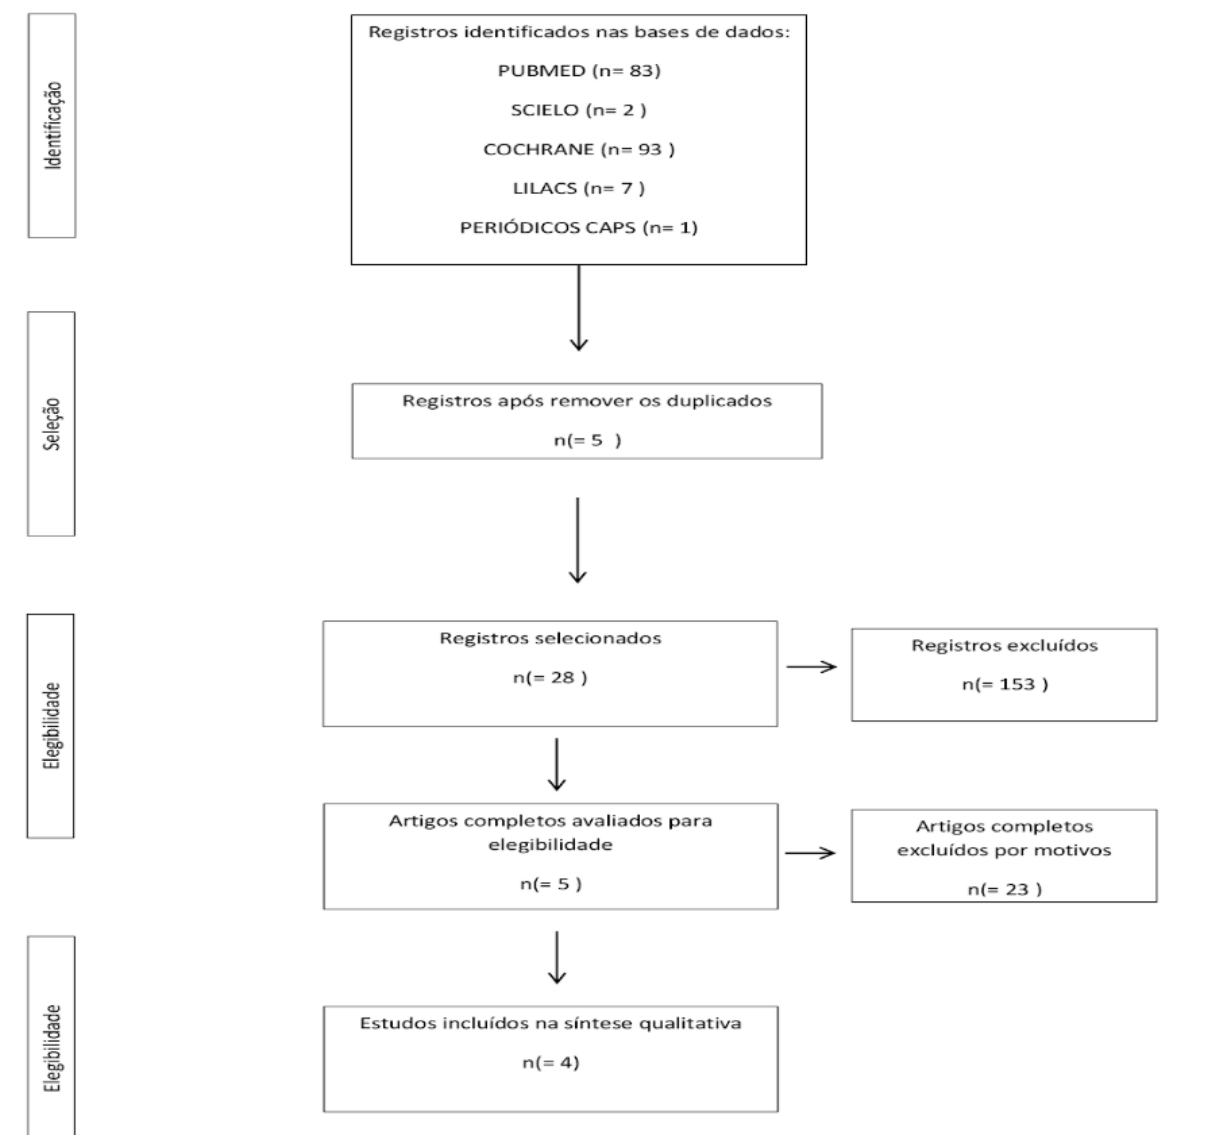 Identificação
Registros identificados nas bases de dados:
PUBMED (n= 83)
SCIELO (n= 2 )
COCHRANE (n= 93 )
LILACS (n= 7 )
PERIÓDICOS CAPS (n= 1)
Seleção
Registros após remover os duplicados
n(= 5  )
Elegibilidade
Registros selecionados
n(= 28 )
Registros excluídos
n(= 153 )
Artigos completos avaliados para
elegibilidade
n(= 5 )
Artigos completos
excluídos por motivos
n(= 23 )
Elegibilidade
Estudos incluídos na síntese qualitativa
n(= 4)